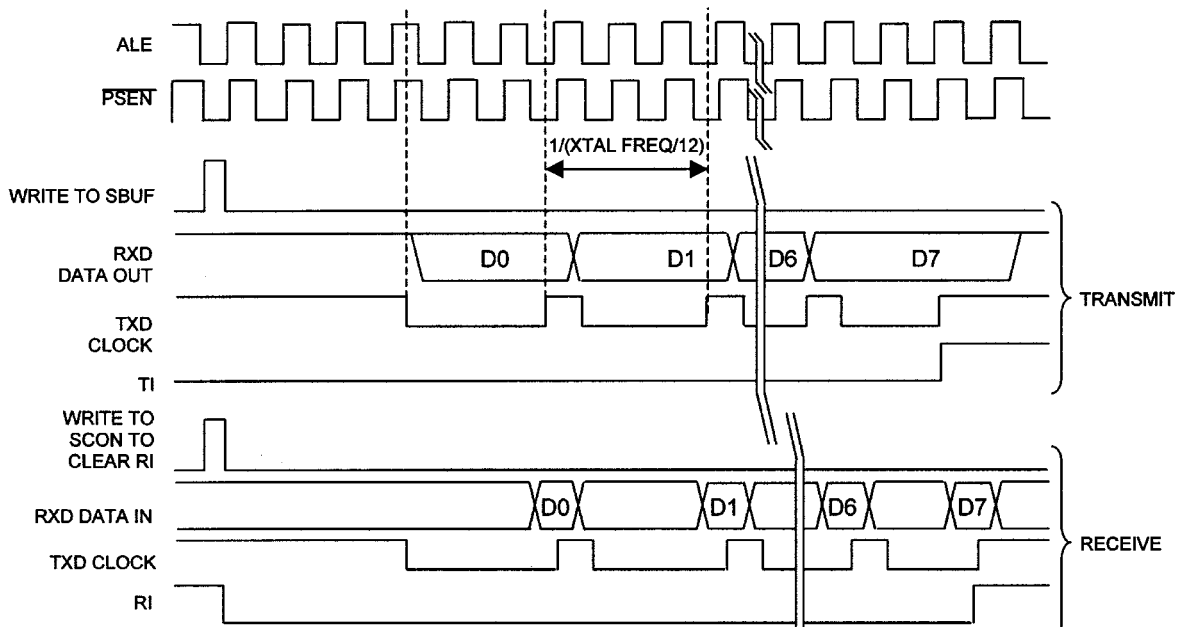 ALE
PSEN
1/(XTAL FREQ/12)
WRITE TO SBUF
RXD
DATA OUT
D0
D1
D6
D7
TXD
CLOCK
TI
TRANSMIT
WRITE TO
SCON TO
CLEAR RI
RXD DATA IN
D0
D1
D6
D7
TXD CLOCK
RI
RECEIVE